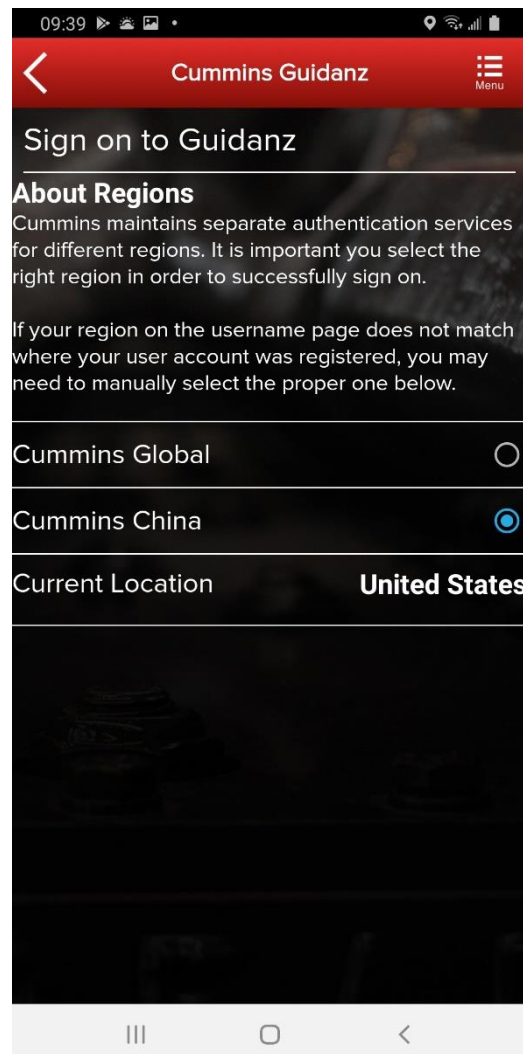 09:39
Cummins Guidanz
Menu
Sign on to Guidanz
About Regions
Cummins maintains separate authentication services
for different regions. It is important you select the
right region in order to successfully sign on.
If your region on the username page does not match
where your user account was registered, you may
need to manually select the proper one below.
Cummins Global
Cummins China
Current Location United States